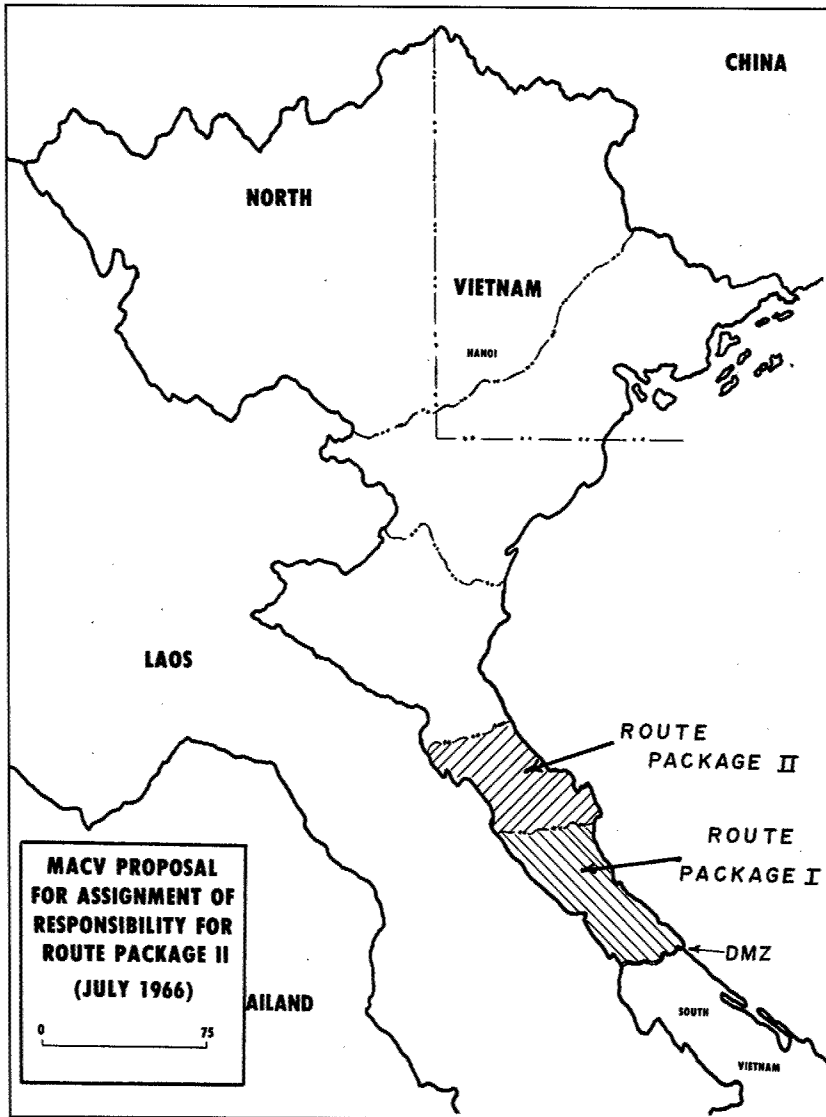 CHINA
NORTH
VIETNAM
HANOI
LAOS
ROUTE
PACKAGE II
ROUTE
PACKAGE I
DMZ
MACV PROPOSAL
FOR ASSIGNMENT OF
RESPONSIBILITY FOR
ROUTE PACKAGE II
(JULY 1966)
0 75
AILAND
SOUTH
VIETNAM